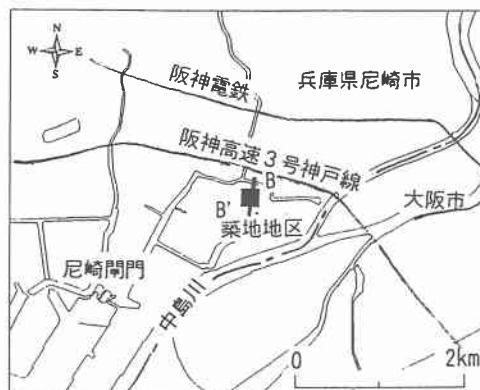 N
W E
S
阪神電鉄
兵庫県尼崎市
阪神高速3号神戸線
B
B'
大阪市
築地地区
尼崎閘門
中島川
0 2km